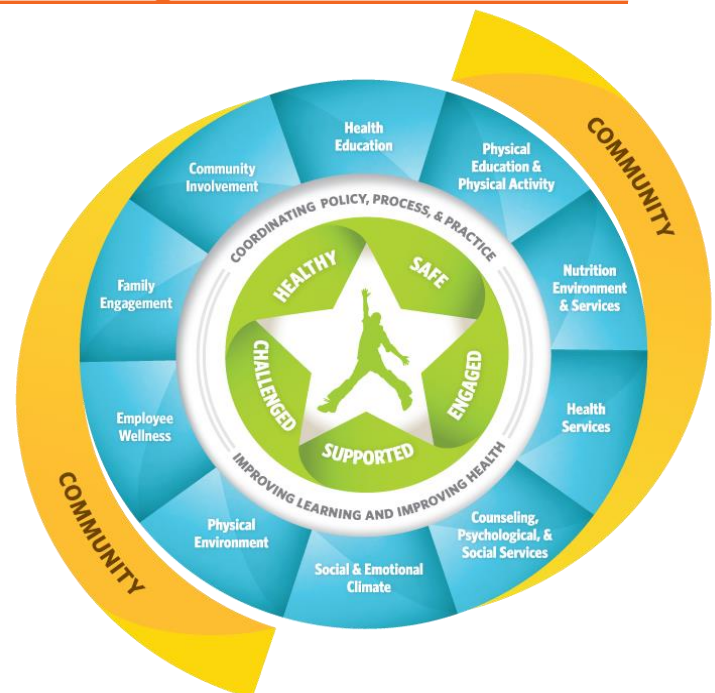 COMMUNITY
Health
Education
Physical
Education &
Physical Activity
Nutrition
Environment
& Services
Health
Services
Counseling,
Psychological, &
Social Services
Social & Emotional
Climate
Physical
Environment
Employee
Wellness
Family
Engagement
Community
Involvement
COORDINATING POLICY, PROCESS, & PRACTICE
IMPROVING LEARNING AND IMPROVING HEALTH
HEALTHY
SAFE
ENGAGED
SUPPORTED
CHALLENGED
COMMUNITY